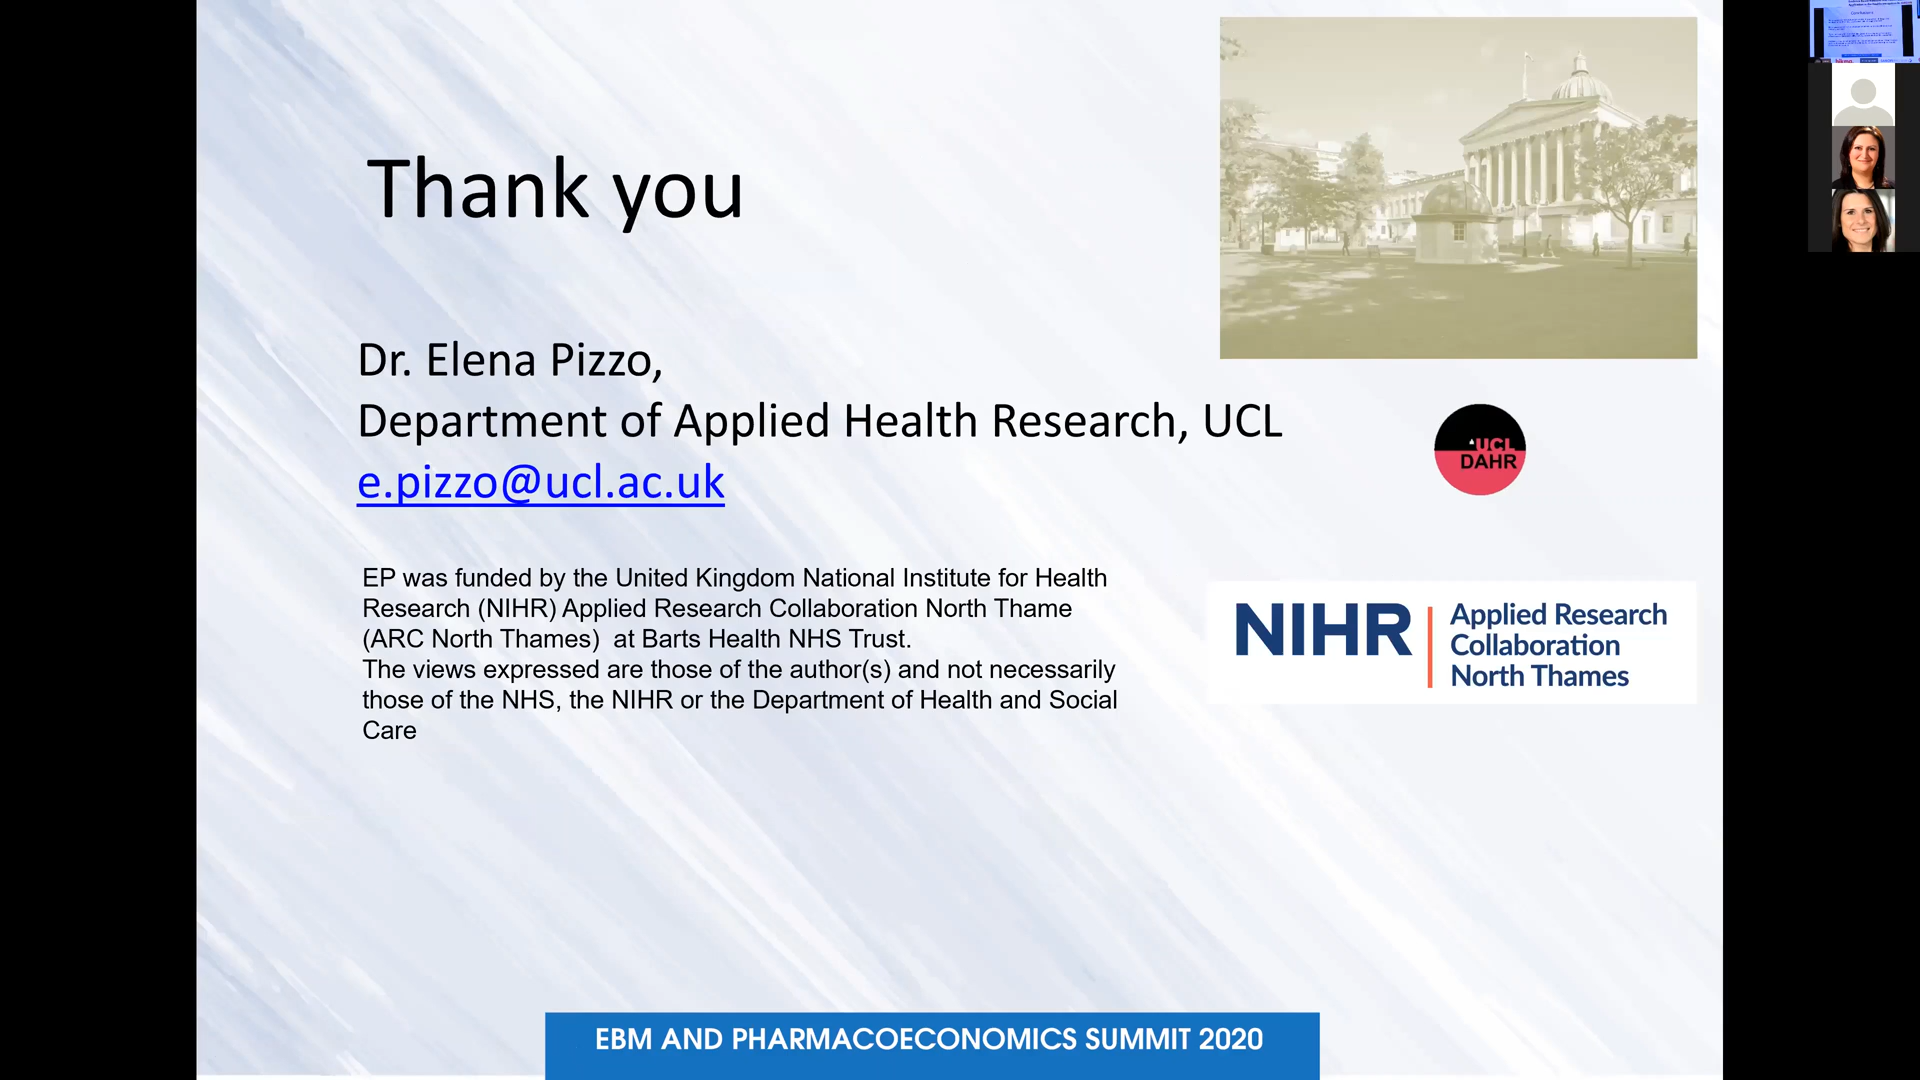 Thank you
Dr. Elena Pizzo,
Department of Applied Health Research, UCL
e.pizzo@ucl.ac.uk
UCL
DAHR
EP was funded by the United Kingdom National Institute for Health
Research (NIHR) Applied Research Collaboration North Thame
(ARC North Thames)  at Barts Health NHS Trust.
The views expressed are those of the author(s) and not necessarily
those of the NHS, the NIHR or the Department of Health and Social
Care
NIHR
Applied Research
Collaboration
North Thames
EBM AND PHARMACOECONOMICS SUMMIT 2020